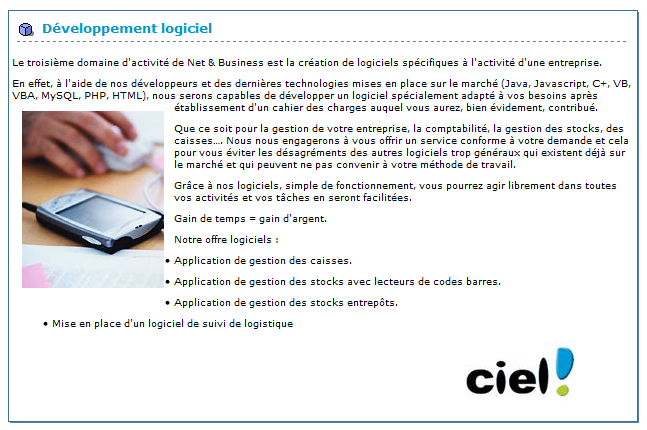 Développement logiciel
Le troisième domaine d'activité de Net & Business est la création de logiciels spécifiques à l'activité d'une entreprise.
En effet, à l'aide de nos développeurs et des dernières technologies mises en place sur le marché (Java, Javascript, C+, VB,
VBA, MySQL, PHP, HTML), nous serons capables de développer un logiciel spécialement adapté à vos besoins après
établissement d'un cahier des charges auquel vous aurez, bien évidement, contribué.
Que ce soit pour la gestion de votre entreprise, la comptabilité, la gestion des stocks, des
caisses…. Nous nous engagerons à vous offrir un service conforme à votre demande et cela
pour vous éviter les désagréments des autres logiciels trop généraux qui existent déjà sur
le marché et qui peuvent ne pas convenir à votre méthode de travail.
Grâce à nos logiciels, simple de fonctionnement, vous pourrez agir librement dans toutes
vos activités et vos tâches en seront facilitées.
Gain de temps = gain d'argent.
Notre offre logiciels :
• Application de gestion des caisses.
• Application de gestion des stocks avec lecteurs de codes barres.
• Application de gestion des stocks entrepôts.
• Mise en place d'un logiciel de suivi de logistique
ciel!